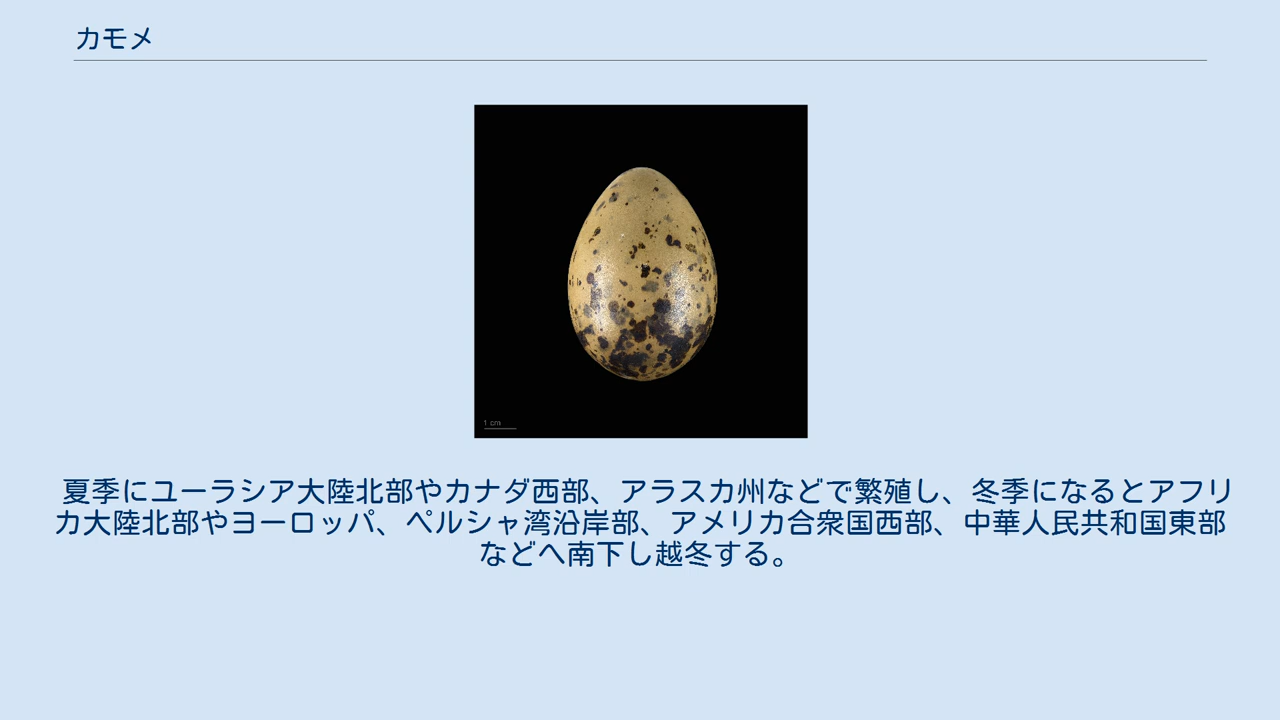 カモメ
1 cm
夏季にユーラシア大陸北部やカナダ西部、アラスカ州などで繁殖し、冬季になるとアフリ
カ大陸北部やヨーロッパ、ペルシャ湾沿岸部、アメリカ合衆国西部、中華人民共和国東部
などへ南下し越冬する。